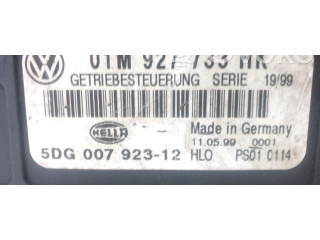 01M 927 733 HK
GETRIEBESTEUERUNG SERIE 19/99
HELLA
Made in Germany
11.05.99 0001
5DG 007 923-12 HLO PS01 0114